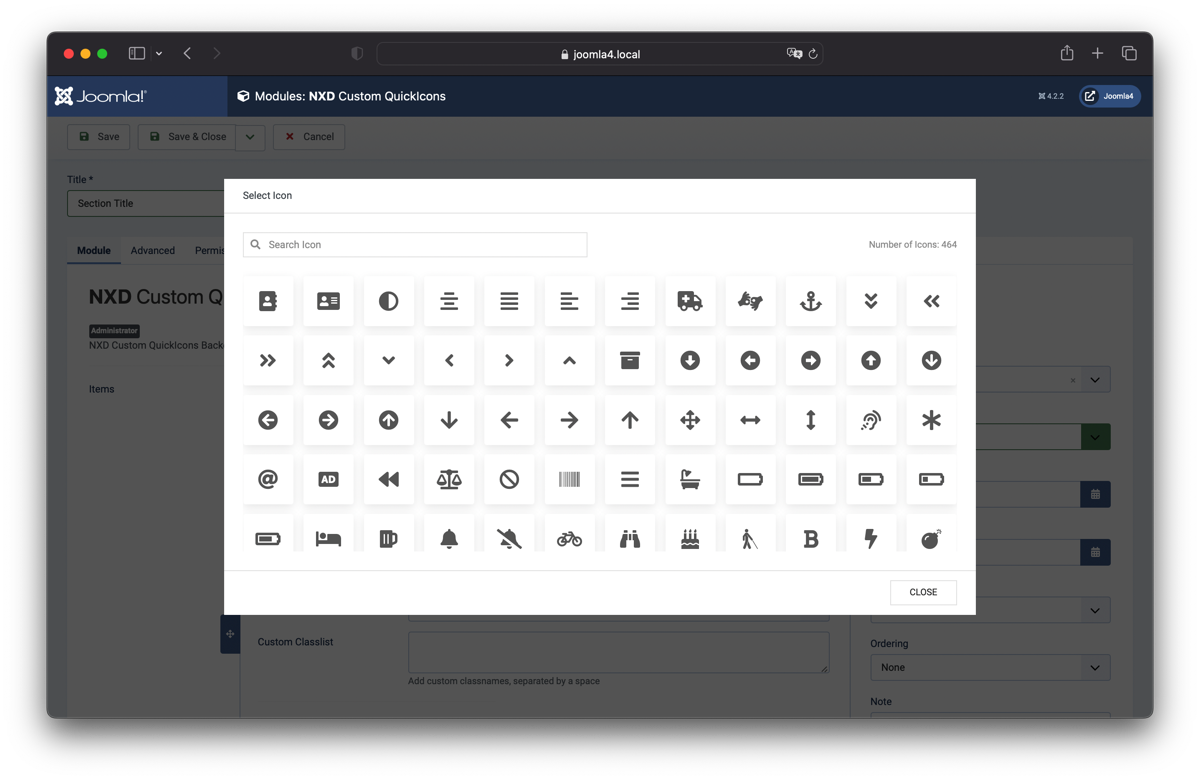 joomla4.local
Joomla!®
Modules: NXD Custom QuickIcons
4.2.2
Joomla4
Save
Save & Close
Cancel
Title *
Section Title
Select Icon
Search Icon
Number of Icons: 464
Module
Advanced
Permis
NXD Custom Q
Administrator
NXD Custom QuickIcons Back
Items
AD
CLOSE
Custom Classlist
Add custom classnames, separated by a space
Ordering
None
Note